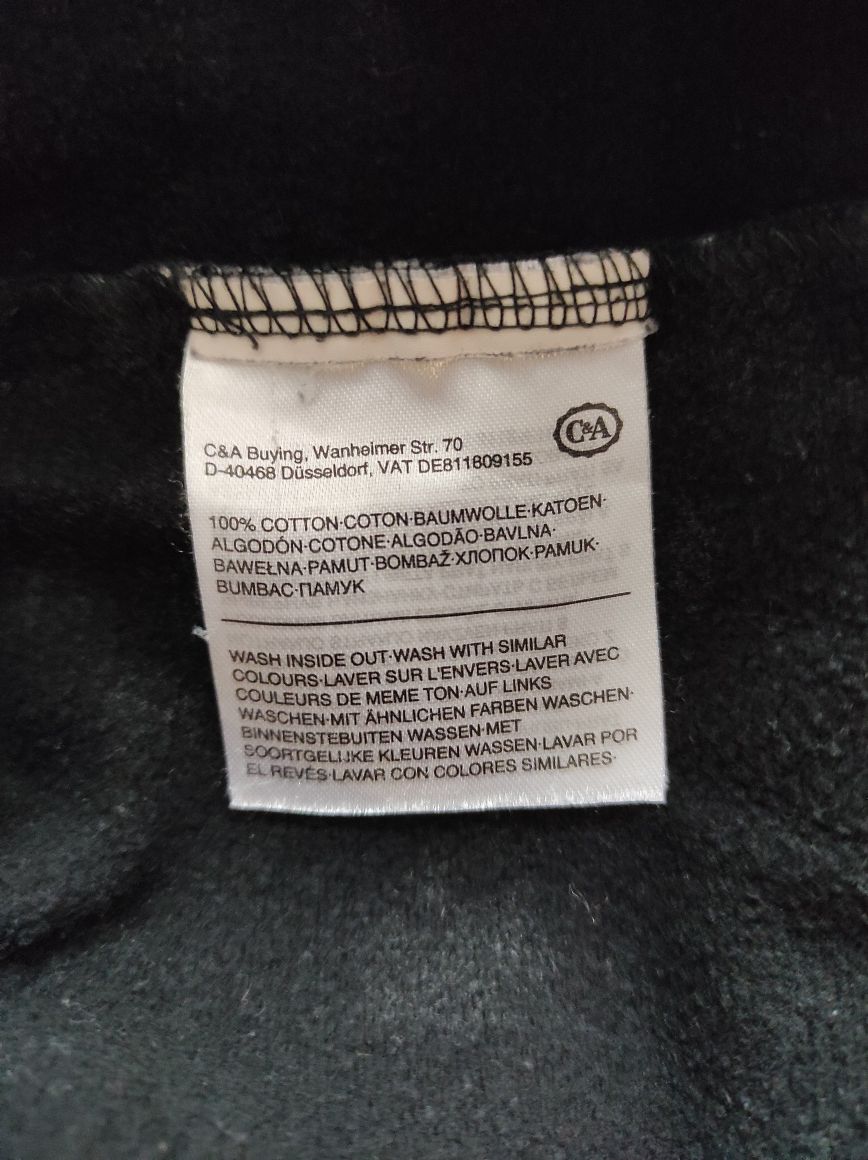 C&A
C&A Buying, Wanheimer Str. 70
D-40468 Düsseldorf, VAT DE811809155
100% COTTON·COTON·BAUMWOLLE·KATOEN·
ALGODÓN·COTONE·ALGODÃO·BAVLNA·
BAWEŁNA·PAMUT·BOMBAŽ·ХЛОПОК·PAMUK·
BUMBAC·ПАМУК
WASH INSIDE OUT·WASH WITH SIMILAR
COLOURS·LAVER SUR L'ENVERS·LAVER AVEC
COULEURS DE MEME TON·AUF LINKS
WASCHEN·MIT ÄHNLICHEN FARBEN WASCHEN·
BINNENSTEBUITEN WASSEN·MET
SOORTGELIJKE KLEUREN WASSEN·LAVAR POR
EL REVÉS·LAVAR CON COLORES SIMILARES·